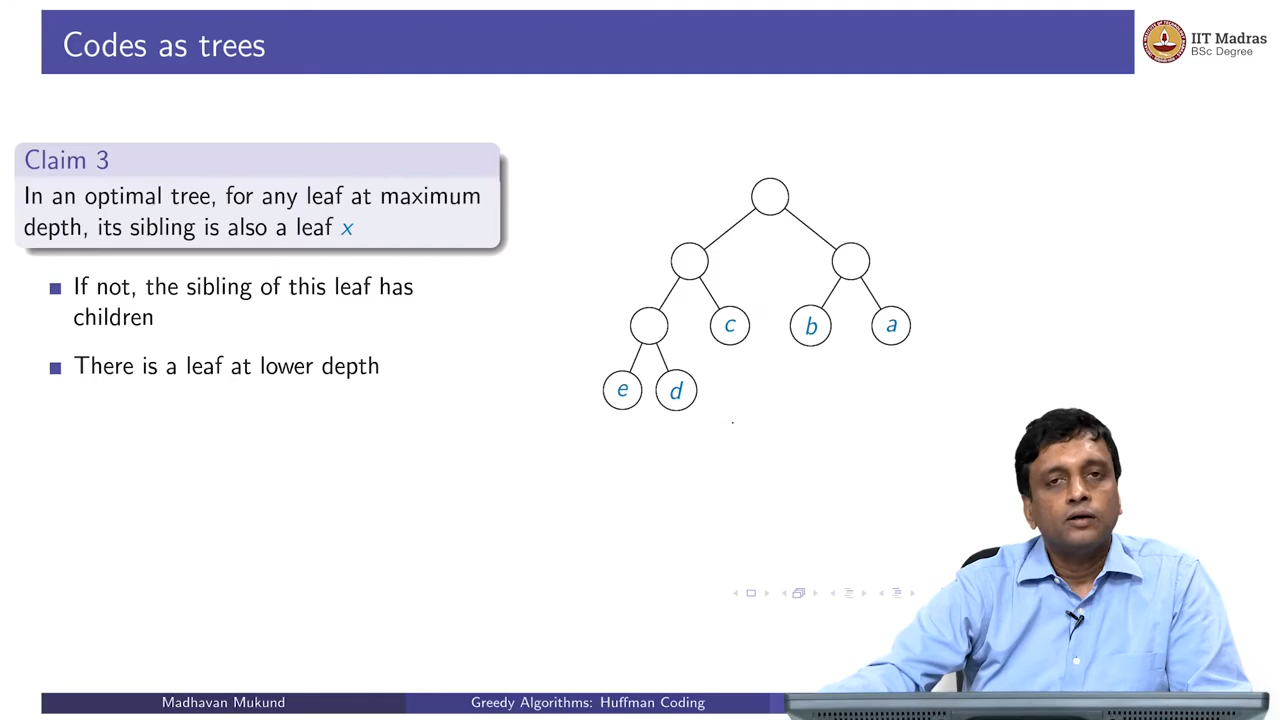 Codes as trees
IIT Madras
BSc Degree
Claim 3
In an optimal tree, for any leaf at maximum
depth, its sibling is also a leaf x
If not, the sibling of this leaf has
children
There is a leaf at lower depth
c
b
a
e
d
Madhavan Mukund
Greedy Algorithms: Huffman Coding